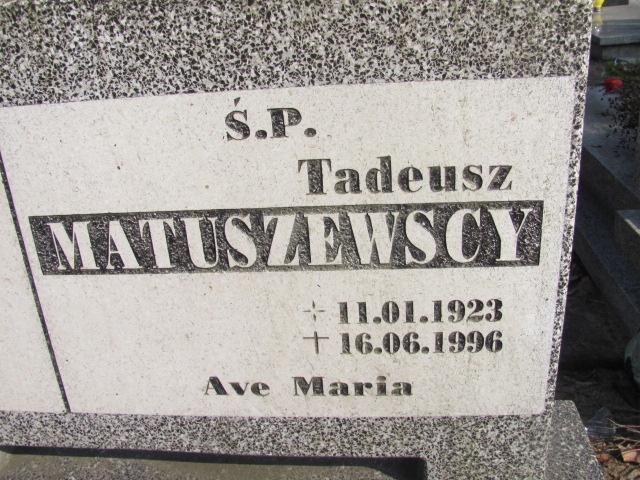 Ś.P.
Tadeusz
MATUSZEWSCY
11.01.1923
16.06.1996
Ave Maria